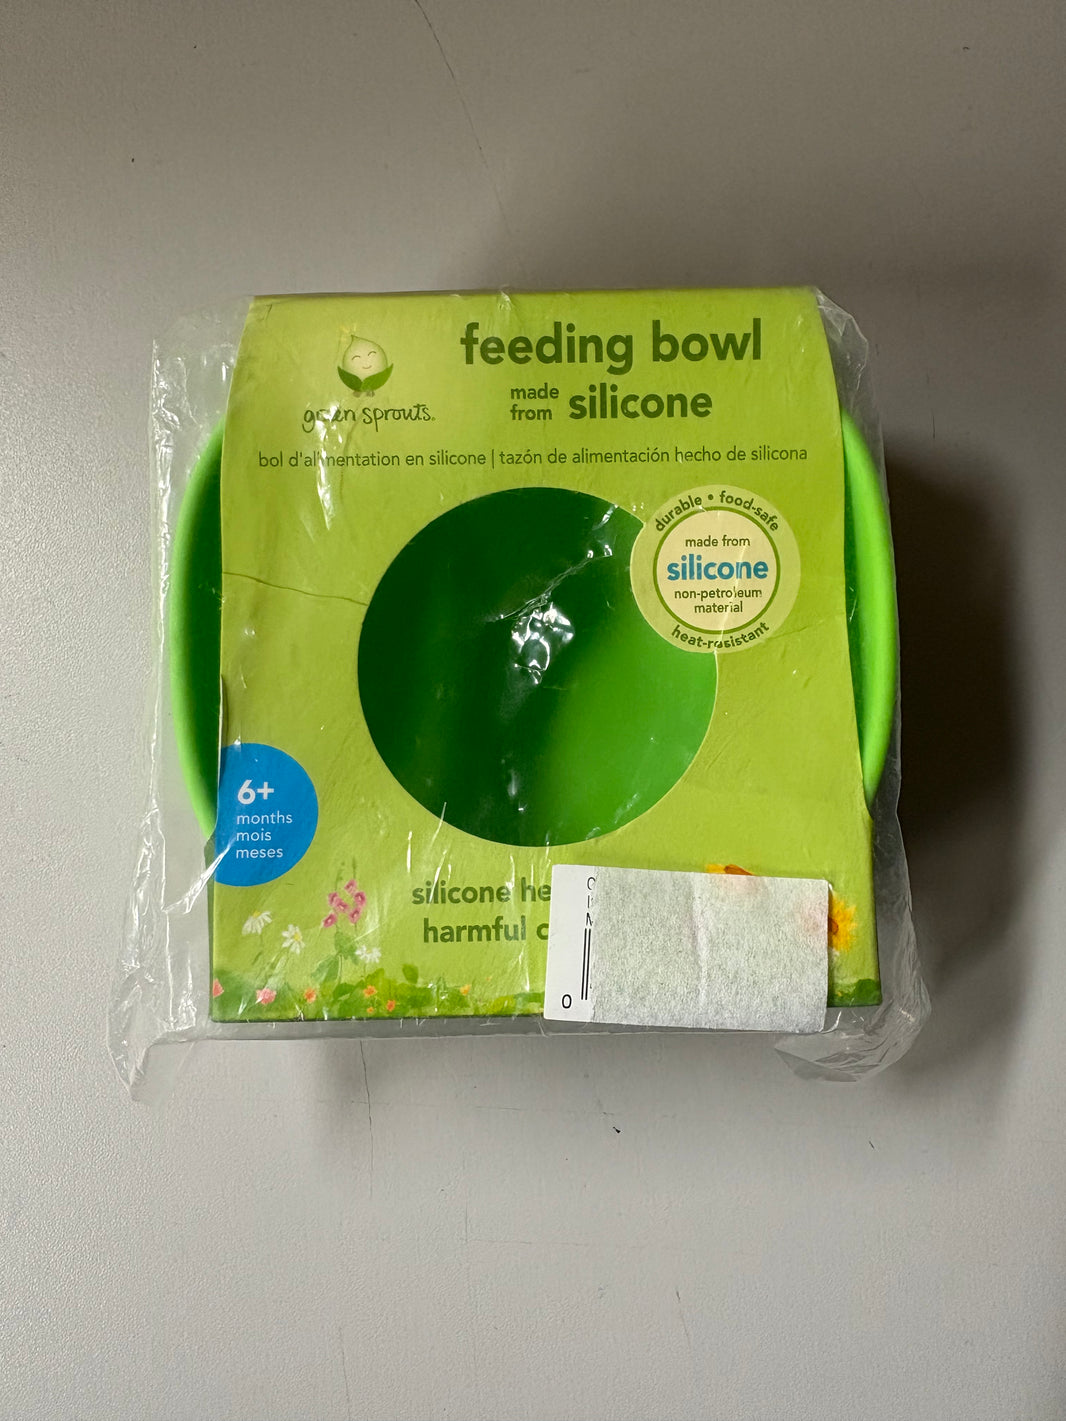 feeding bowl
made from silicone
green sprouts®
bol d'alimentation en silicone | tazón de alimentación hecho de silicona
durable • food-safe
made from
silicone
non-petroleum
material
heat-resistant
6+
months
mois
meses
silicone
harmful
0